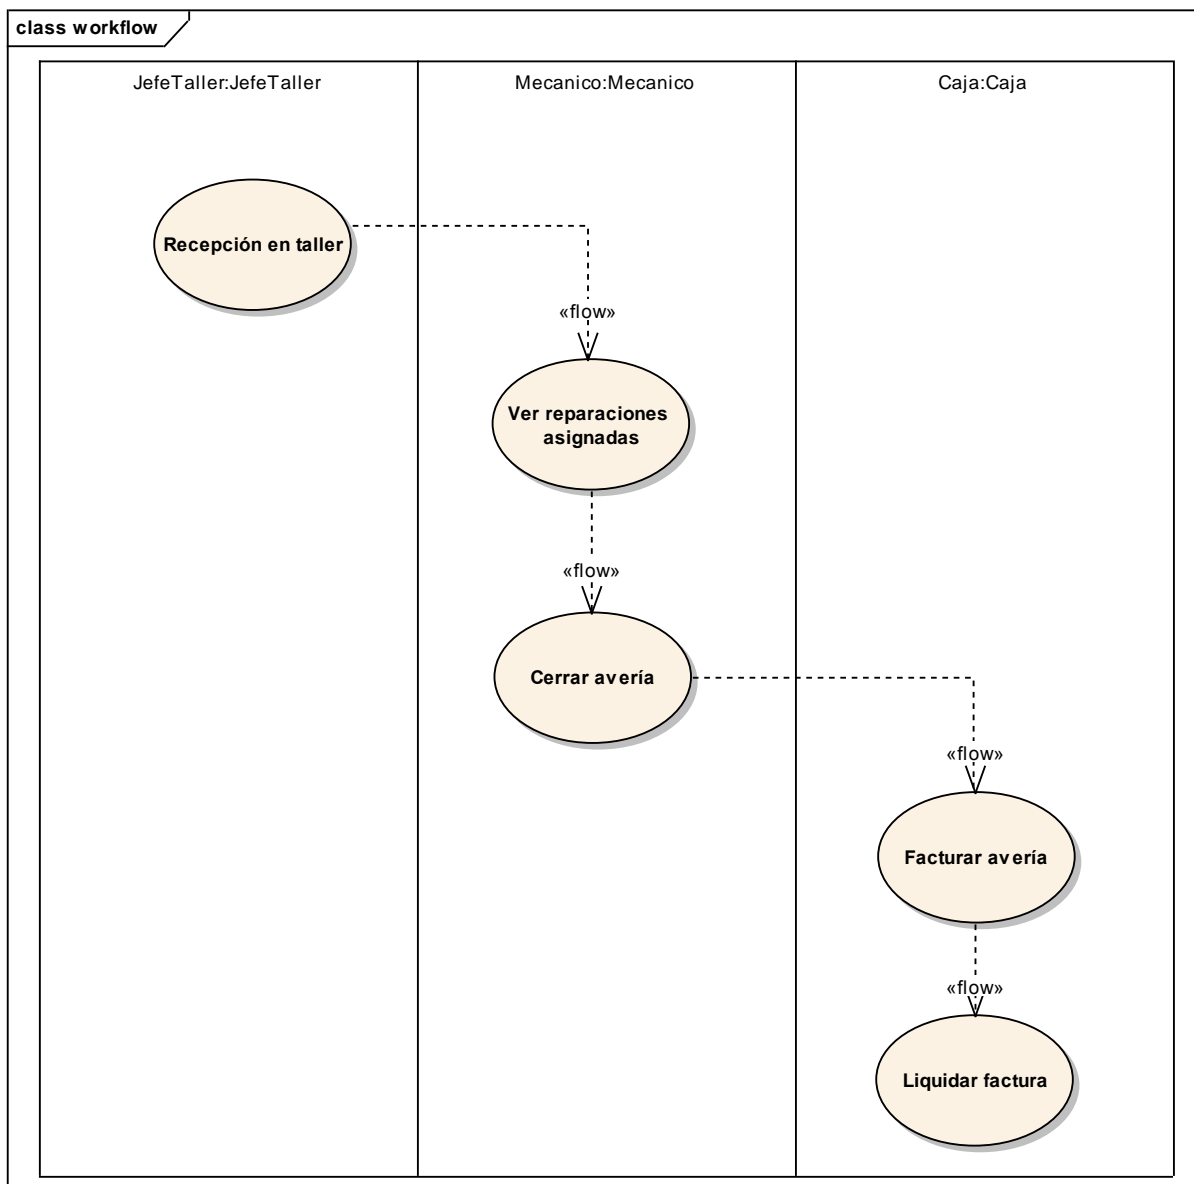 class workflow
JefeTaller:JefeTaller
Mecanico:Mecanico
Caja:Caja
Recepción en taller
«flow»
Ver reparaciones
asignadas
«flow»
Cerrar avería
«flow»
Facturar avería
«flow»
Liquidar factura